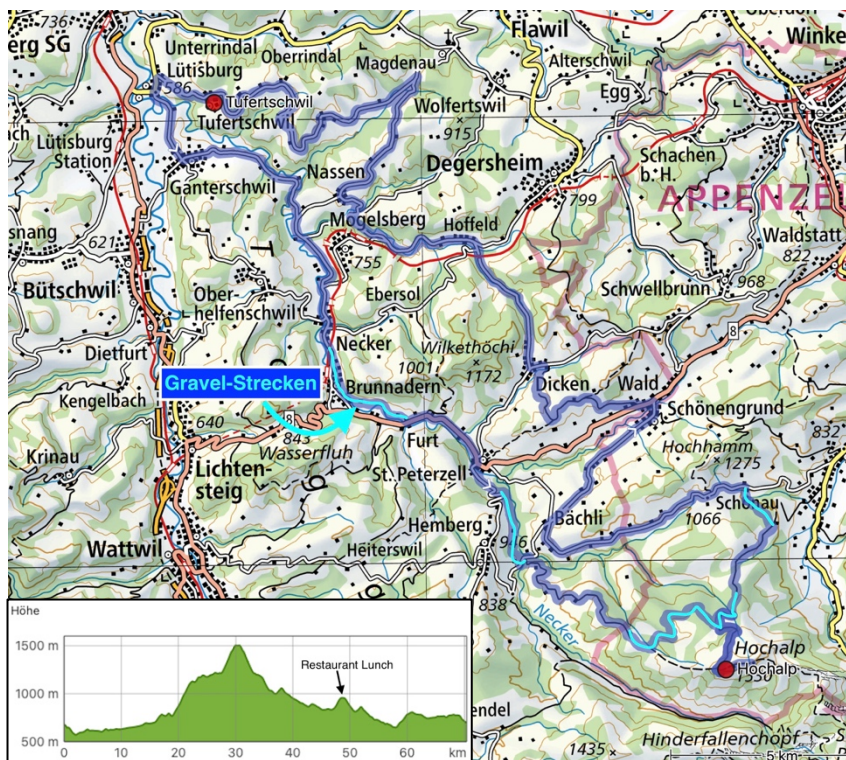 736
erg SG
Unterrindal
Oberrindal
Flawil
Oberdorf
Winke
Lütisburg
586
Magdenau
Alterschwil
Egg
Tufertschwil
Tufertschwil
Wolfertswil
915
Lütisburg
Station
Nassen
Degersheim
Schachen
b. H.
Ganterschwil
799
APPENZE
Mogelsberg
Hoffeld
snang
621
755
Waldstatt
822
Bütschwil
Ober-
helfenschwil
Ebersol
Schwellbrunn
968
Necker
Wilkethöchi
1001
1172
8
Dietfurt
Gravel-Strecken
Brunnadern
Dicken
Wald
Kengelbach
Schönengrund
640
8
843
Wasserfluh
Furt
Hochhamm
1275
832
Krinau
Lichten-
steig
St. Peterzell
Schönau
Bächli
1066
Hemberg
946
Wattwil
Heiterswil
838
Necker
Hochalp
1530
Hochalp
endel
Hinderfallenchopf
1435
5 km
Höhe
1500 m
Restaurant Lunch
1000 m
500 m
0
20
30
40
50
60
km